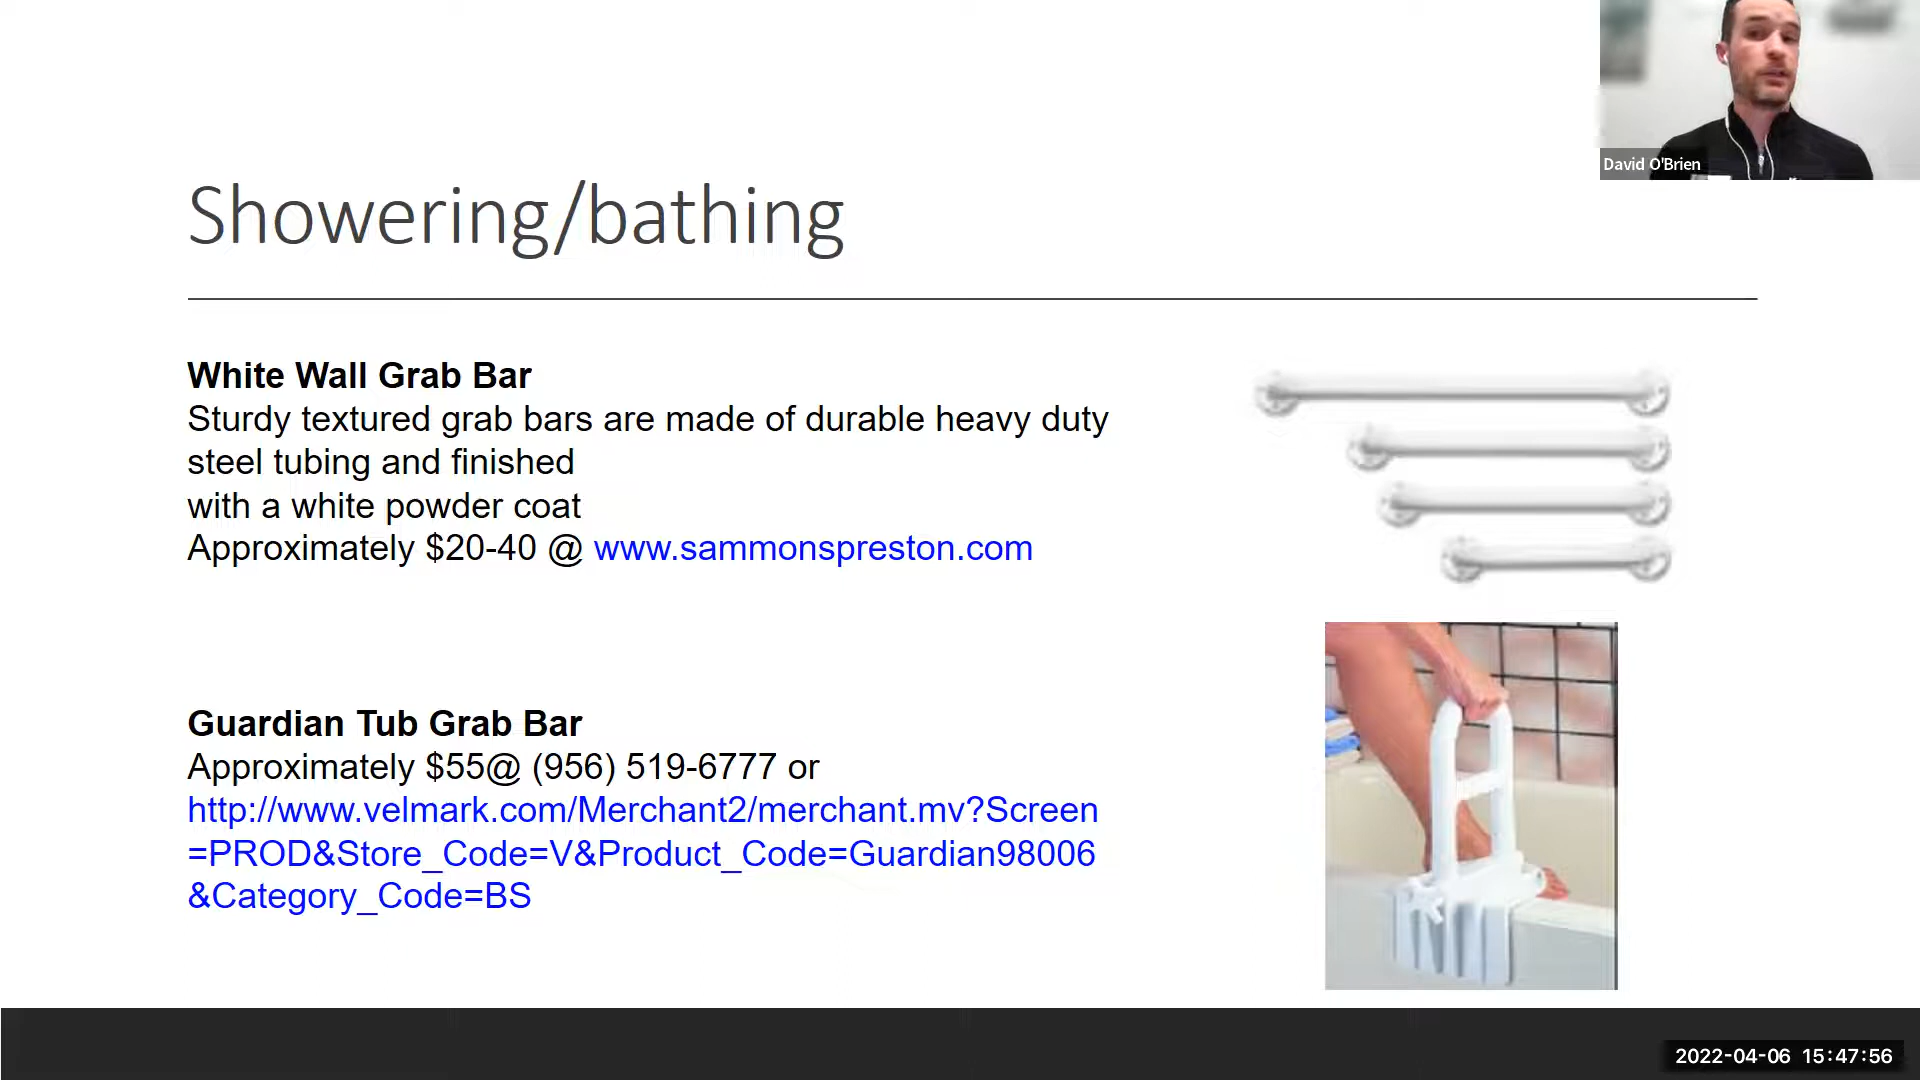 David O'Brien
Showering/bathing
White Wall Grab Bar
Sturdy textured grab bars are made of durable heavy duty
steel tubing and finished
with a white powder coat
Approximately $20-40 @ www.sammonspreston.com
Guardian Tub Grab Bar
Approximately $55@ (956) 519-6777 or
http://www.velmark.com/Merchant2/merchant.mv?Screen
=PROD&Store_Code=V&Product_Code=Guardian98006
&Category_Code=BS
2022-04-06 15:47:56